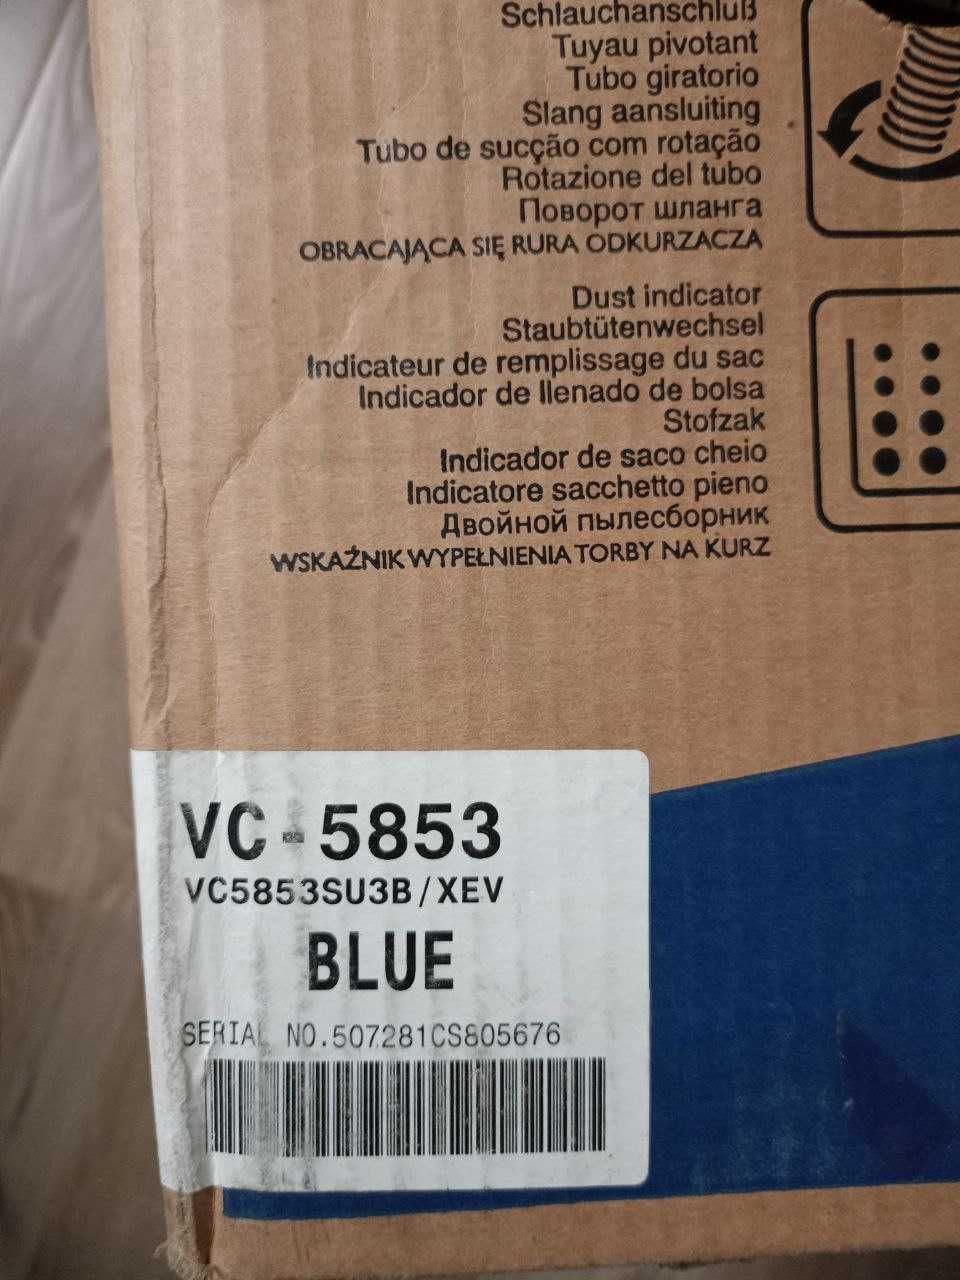 Schlauchanschluß
Tuyau pivotant
Tubo giratorio
Slang aansluiting
Tubo de sucção com rotação
Rotazione del tubo
Поворот шланга
OBRACAJĄCA SIĘ RURA ODKURZACZA
Dust indicator
Staubtütenwechsel
Indicateur de remplissage du sac
Indicador de llenado de bolsa
Stofzak
Indicador de saco cheio
Indicatore sacchetto pieno
Двойной пылесборник
WSKAŹNIK WYPEŁNIENIA TORBY NA KURZ
VC-5853
VC5853SU3B/XEV
BLUE
SERIAL NO.507281CS805676